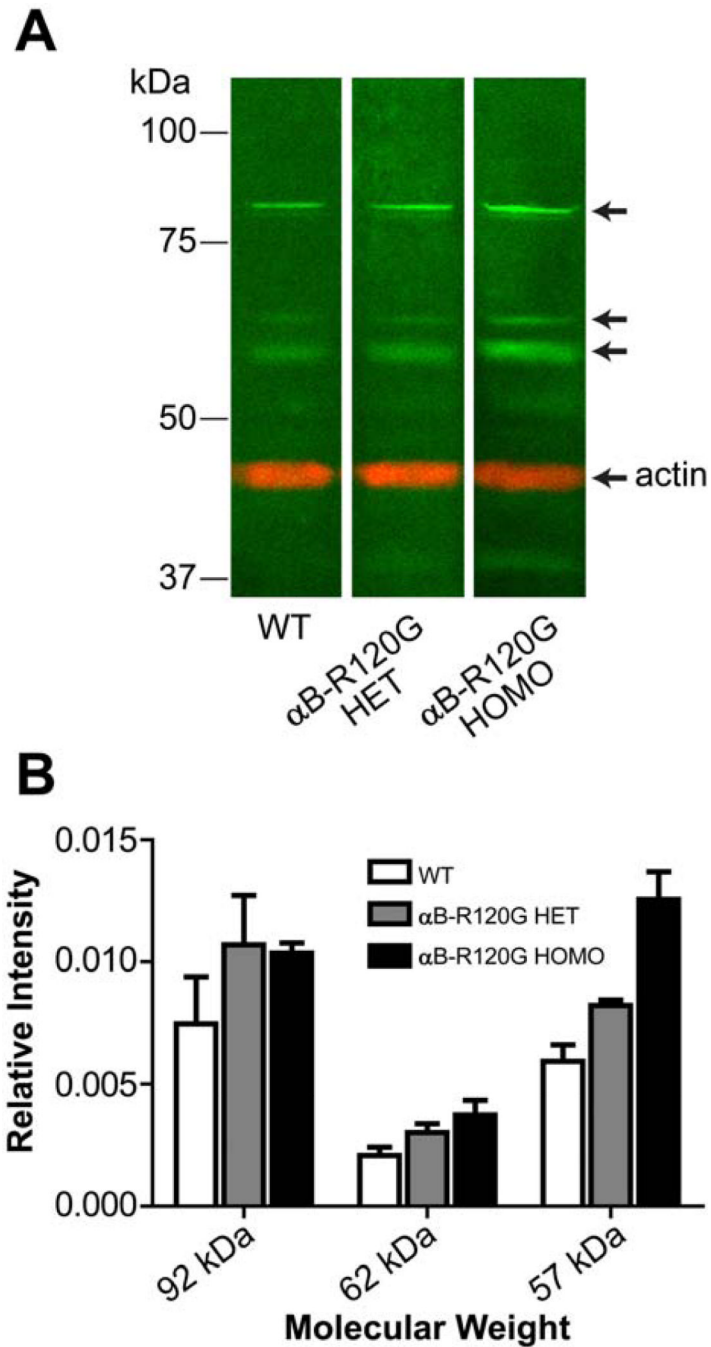 A
kDa
100
75
50
actin
37
WT
αB-R120G
HET
αB-R120G
HOMO
B
0.015
0.010
0.005
0.000
Relative Intensity
WT
αB-R120G HET
αB-R120G HOMO
92 kDa
62 kDa
57 kDa
Molecular Weight